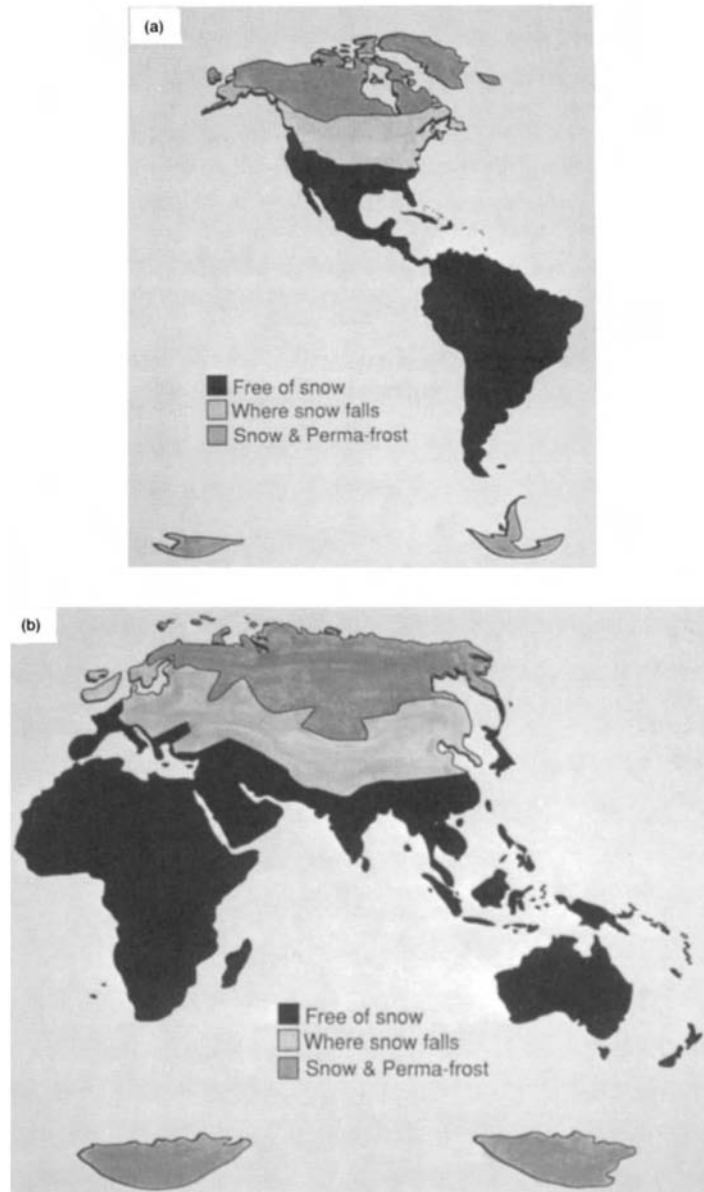 (a)
Free of snow
Where snow falls
Snow & Perma-frost
(b)
Free of snow
Where snow falls
Snow & Perma-frost